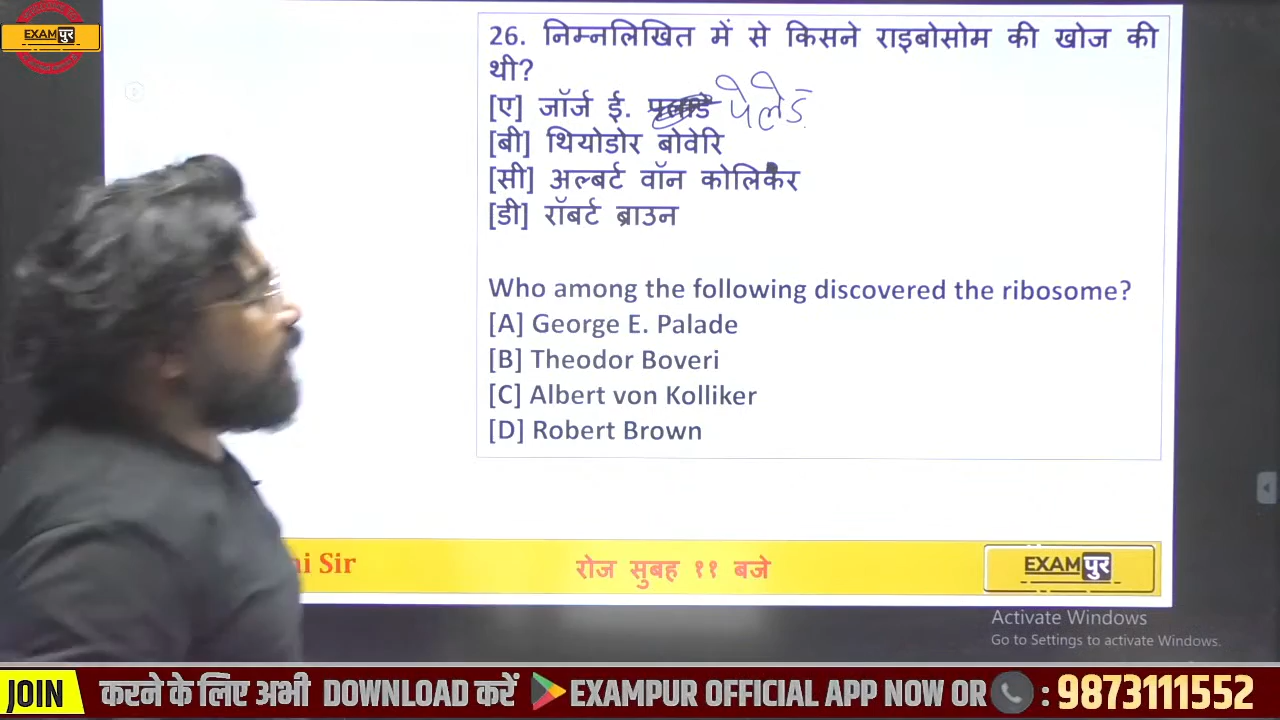 EXAMपुर
26. निम्नलिखित में से किसने राइबोसोम की खोज की
थी?
[ए] जॉर्ज ई. पेलेड
[बी] थियोडोर बोवेरि
[सी] अल्बर्ट वॉन कोलिकर
[डी] रॉबर्ट ब्राउन
Who among the following discovered the ribosome?
[A] George E. Palade
[B] Theodor Boveri
[C] Albert von Kolliker
[D] Robert Brown
Sir
रोज सुबह ११ बजे
EXAMपुर
Activate Windows
Go to Settings to activate Windows.
JOIN करने के लिए अभी DOWNLOAD करें EXAMPUR OFFICIAL APP NOW OR : 9873111552